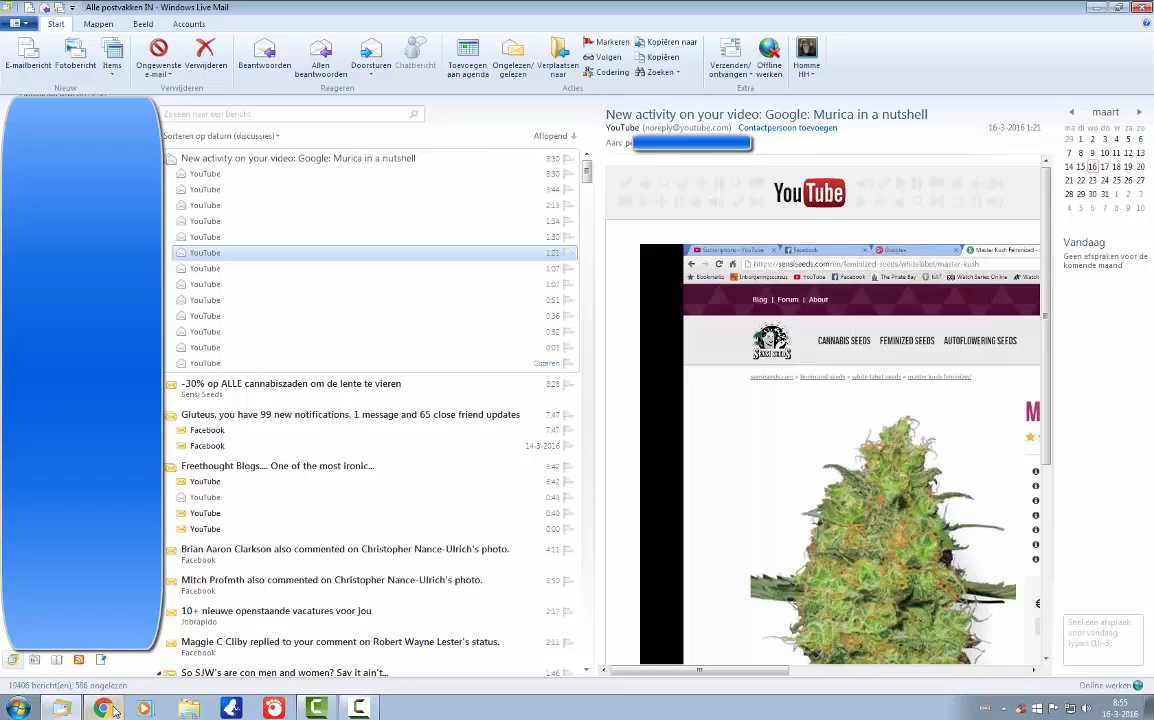 Alle postvakken IN - Windows Live Mail
Start Mappen Beeld Accounts
E-mailbericht Fotobericht Items
Ongewenste e-mail Verwijderen
Beantwoorden Allen beantwoorden Doorsturen Chatbericht
Toevoegen aan agenda Ongelezen/gelezen Verplaatsen naar
Markeren Kopiëren naar
Volgen Kopiëren
Codering Zoeken
Verzenden/ontvangen Offline werken
Homme HH
Nieuw Verwijderen Reageren Acties Extra
Zoeken naar een bericht
Sorteren op datum (discussies) Aflopend
New activity on your video: Google: Murica in a nutshell 8:30
YouTube 8:30
YouTube 3:44
YouTube 2:13
YouTube 1:54
YouTube 1:30
YouTube 1:21
YouTube 1:07
YouTube 1:07
YouTube 0:51
YouTube 0:36
YouTube 0:32
YouTube 0:01
YouTube Gisteren
-30% op ALLE cannabiszaden om de lente te vieren 8:28
Sensi Seeds
Gluteus, you have 99 new notifications, 1 message and 65 close friend updates 7:47
Facebook 7:47
Facebook 14-3-2016
Freethought Blogs.... One of the most ironic... 6:42
YouTube 6:42
YouTube 0:43
YouTube 0:40
YouTube 0:00
Brian Aaron Clarkson also commented on Christopher Nance-Ulrich's photo. 4:11
Facebook
Mitch Profmth also commented on Christopher Nance-Ulrich's photo. 3:50
Facebook
10+ nieuwe openstaande vacatures voor jou 2:17
Jobrapido
Maggie C Cliby replied to your comment on Robert Wayne Lester's status. 2:11
Facebook
So SJW's are con men and women? Say it ain't...
New activity on your video: Google: Murica in a nutshell
YouTube (noreply@youtube.com) Contactpersoon toevoegen 16-3-2016 1:21
Aan:
YouTube
Subscriptions - YouTube Facebook Google+ Master Kush Feminized -
https://sensiseeds.com/en/feminized-seeds/whitelabel/master-kush
Bookmarks Inburgeringscursus YouTube Facebook The Pirate Bay KAT Watch Series Online Watch
Blog | Forum | About
SENSI SEEDS
CANNABIS SEEDS FEMINIZED SEEDS AUTOFLOWERING SEEDS
sensiseeds.com » feminized seeds » white label seeds » master kush feminized
M
€
maart
ma di wo do vr za zo
29 1 2 3 4 5 6
7 8 9 10 11 12 13
14 15 16 17 18 19 20
21 22 23 24 25 26 27
28 29 30 31 1 2 3
4 5 6 7 8 9 10
Vandaag
Geen afspraken voor de
komende maand
Snel een afspraak
voor vandaag
typen (16-3)
19406 bericht(en), 586 ongelezen Online werken
8:55
16-3-2016